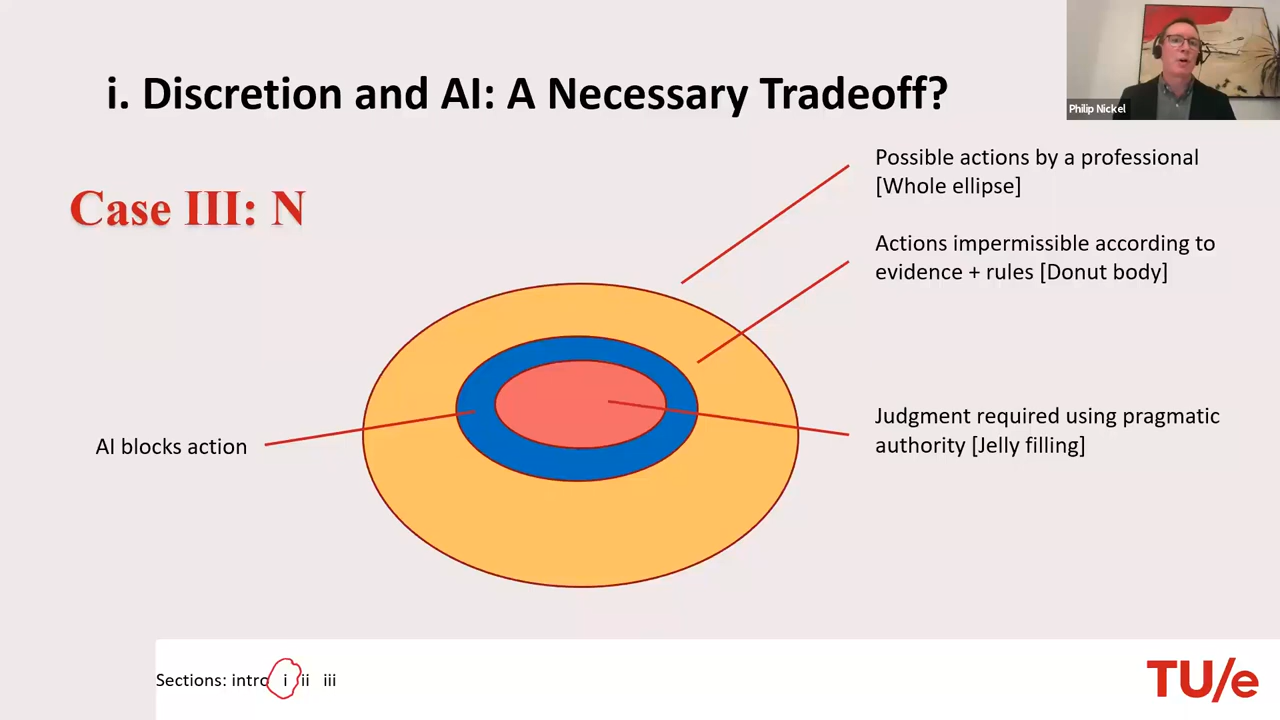 i. Discretion and AI: A Necessary Tradeoff?
Philip Nickel
Case III: N
Possible actions by a professional
[Whole ellipse]
Actions impermissible according to
evidence + rules [Donut body]
AI blocks action
Judgment required using pragmatic
authority [Jelly filling]
Sections: intro i ii iii
TU/e